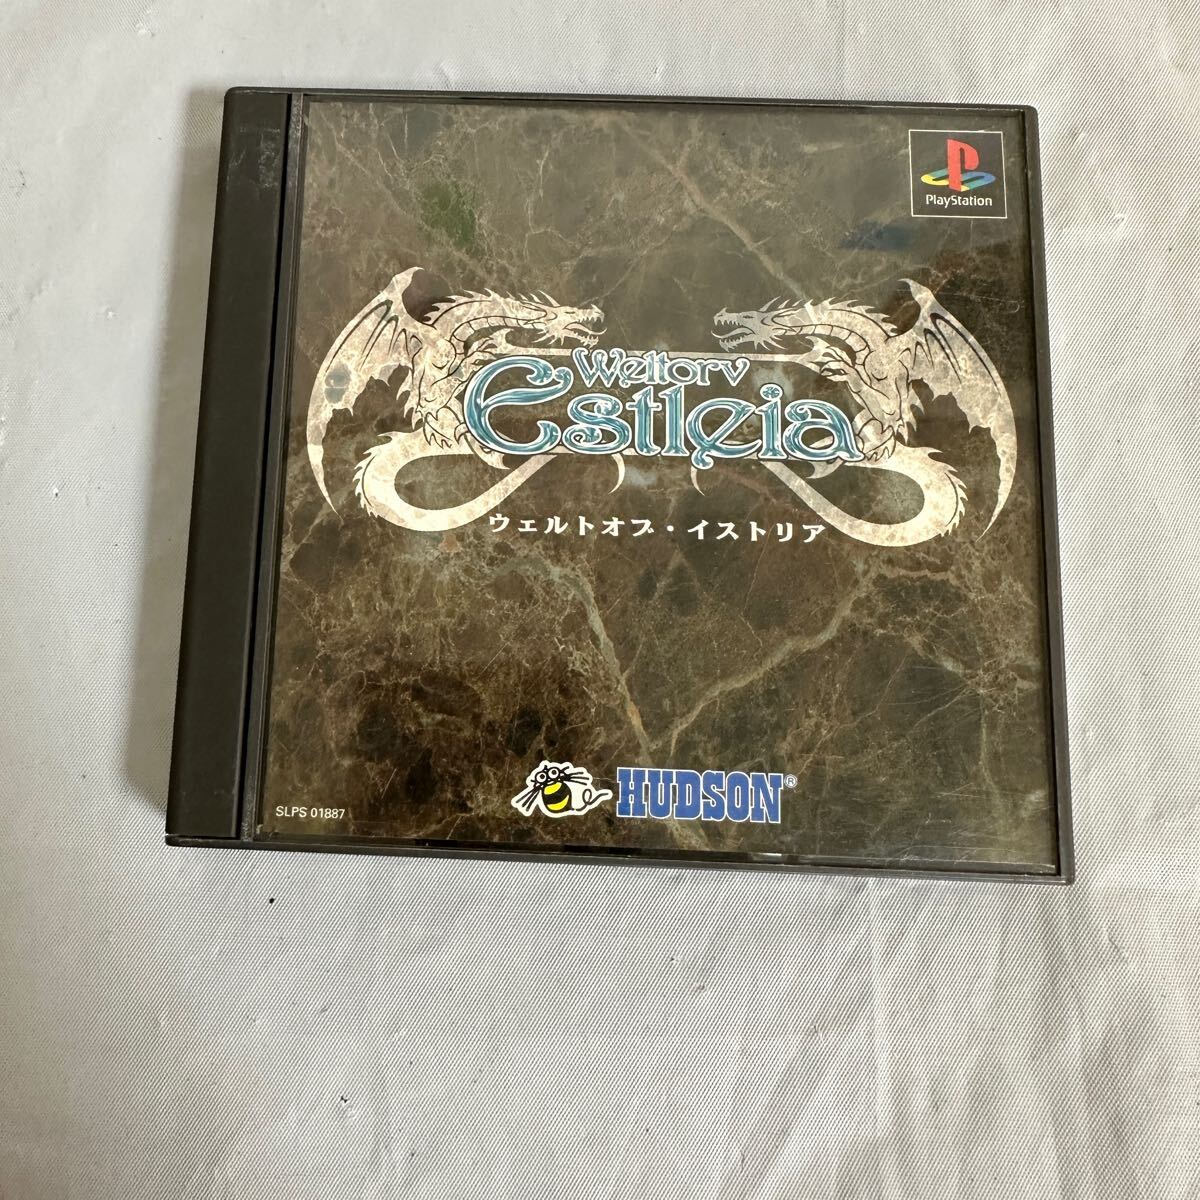 PlayStation
Weltorv
Estleia
ウェルトオブ・イストリア
HUDSON®
SLPS 01887